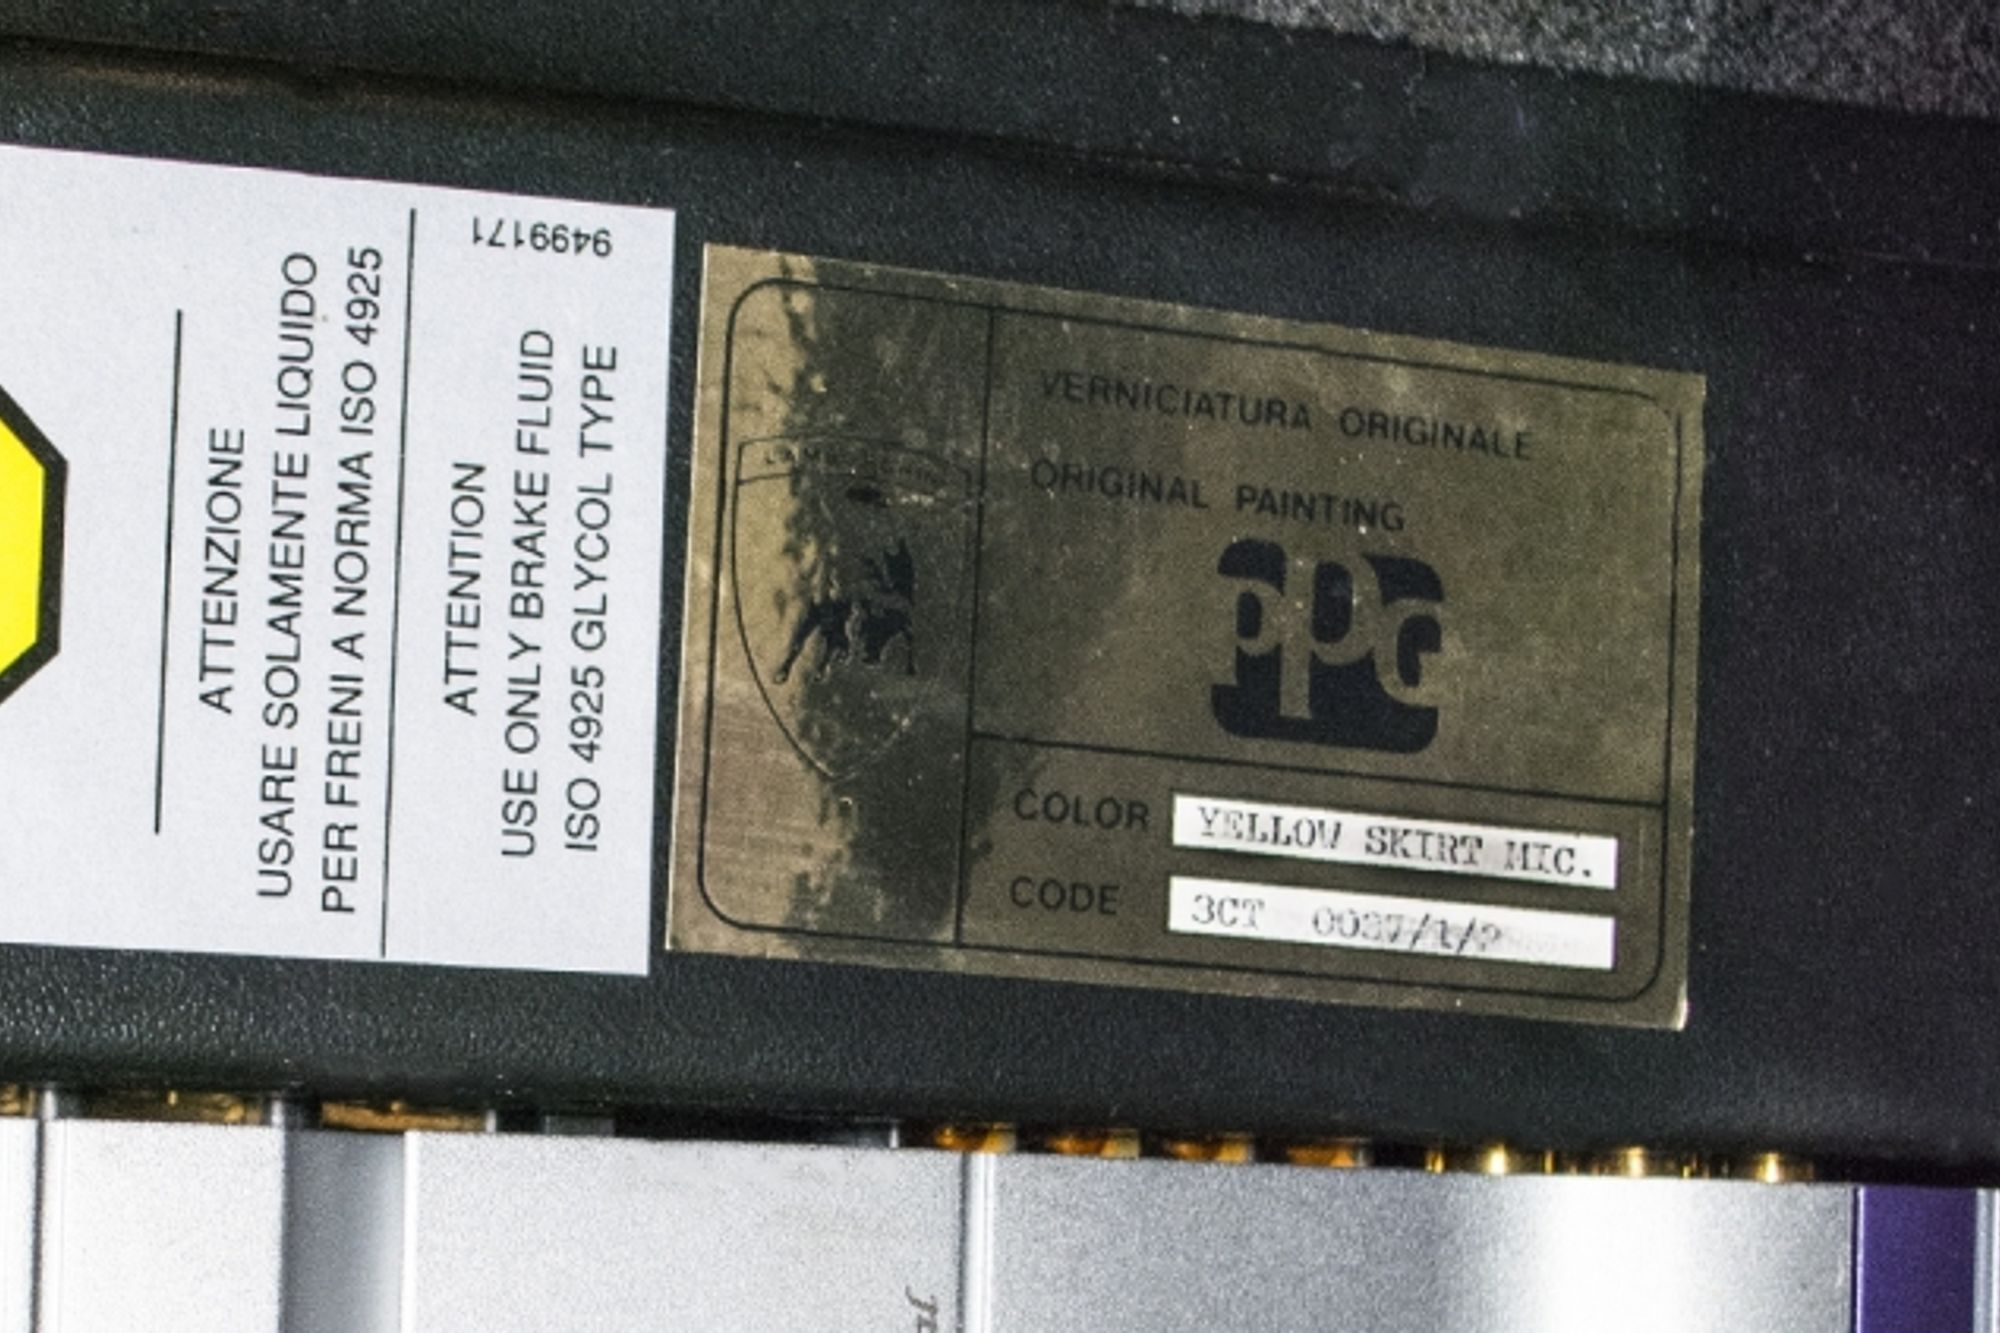 ATTENZIONE
USARE SOLAMENTE LIQUIDO
PER FRENI A NORMA ISO 4925
9499171
ATTENTION
USE ONLY BRAKE FLUID
ISO 4925 GLYCOL TYPE
VERNICIATURA ORIGINALE
ORIGINAL PAINTING
ppg
COLOR YELLOW SKIRT MIC.
CODE 3CT